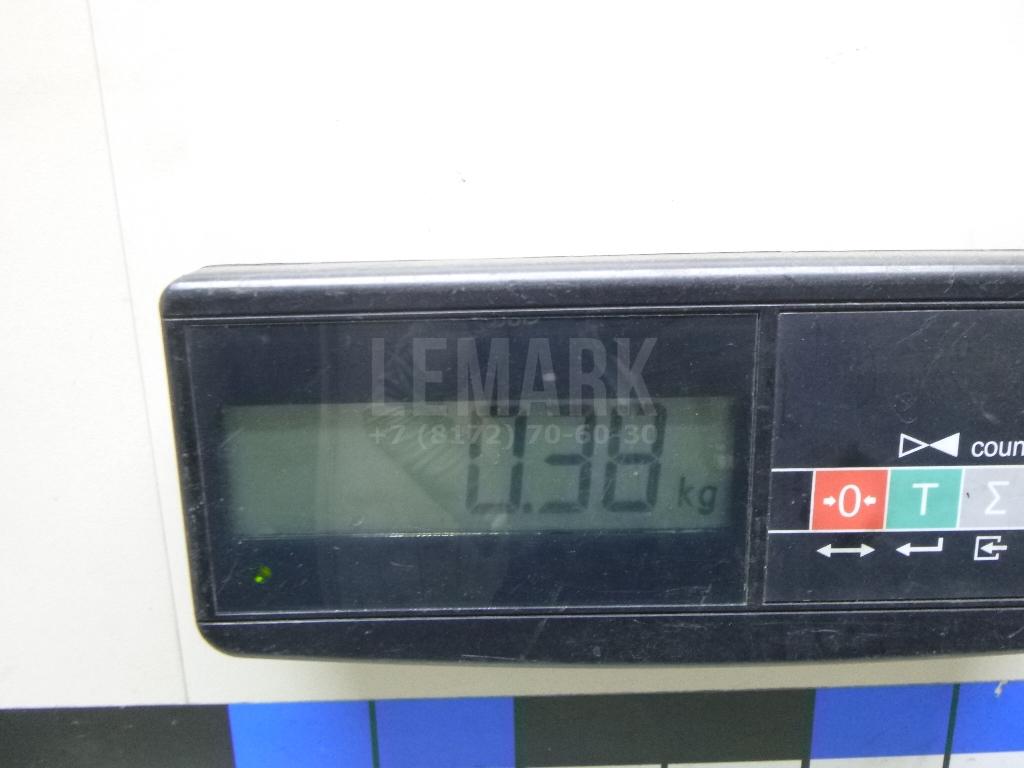 LEMARK
+7 (8172) 70-60-30
0.38 kg
coun
0 T Σ